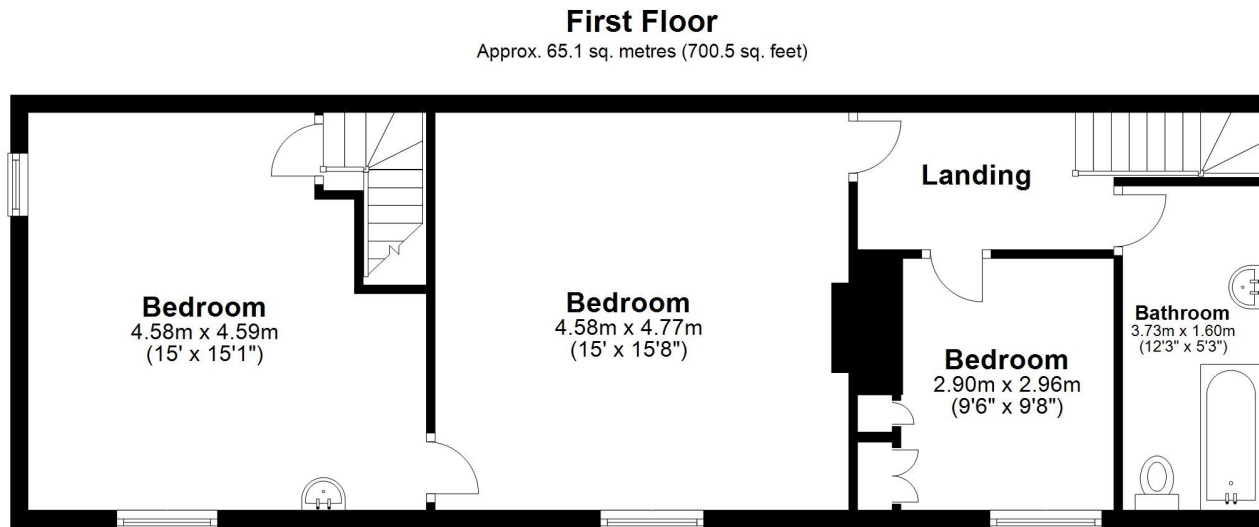 First Floor
Approx. 65.1 sq. metres (700.5 sq. feet)
Landing
Bedroom
4.58m x 4.59m
(15' x 15'1")
Bedroom
4.58m x 4.77m
(15' x 15'8")
Bedroom
2.90m x 2.96m
(9'6" x 9'8")
Bathroom
3.73m x 1.60m
(12'3" x 5'3")